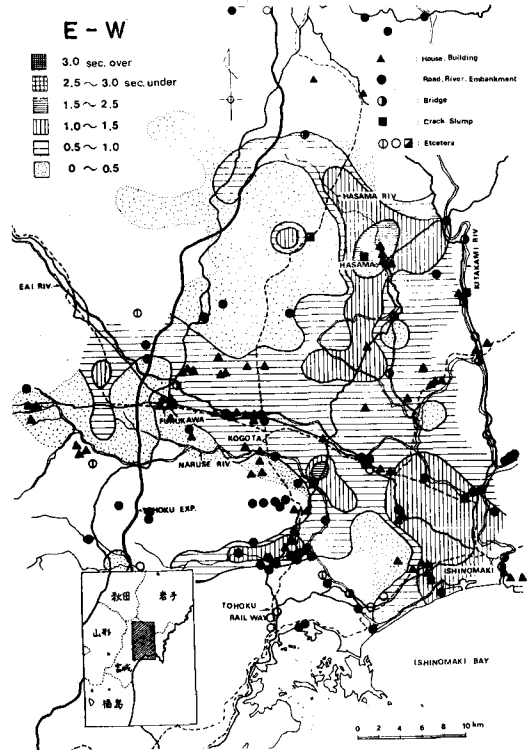 E-W
3.0 sec. over
2.5~3.0 sec. under
1.5~2.5
1.0~1.5
0.5~1.0
0~0.5
: House, Building
: Road, River, Embankment
: Bridge
: Crack Slump
: Etcetera
HASAMA RIV.
HASAMA
KITAKAMI RIV
EAI RIV.
FURUKAWA
KOGOTA
NARUSE RIV.
TOHOKU EXP.
ISHINOMAKI
TOHOKU
RAIL WAY
(SHINOMAKI) BAY
秋田
岩手
山形
宮城
福島
0 2 4 6 8 10 km